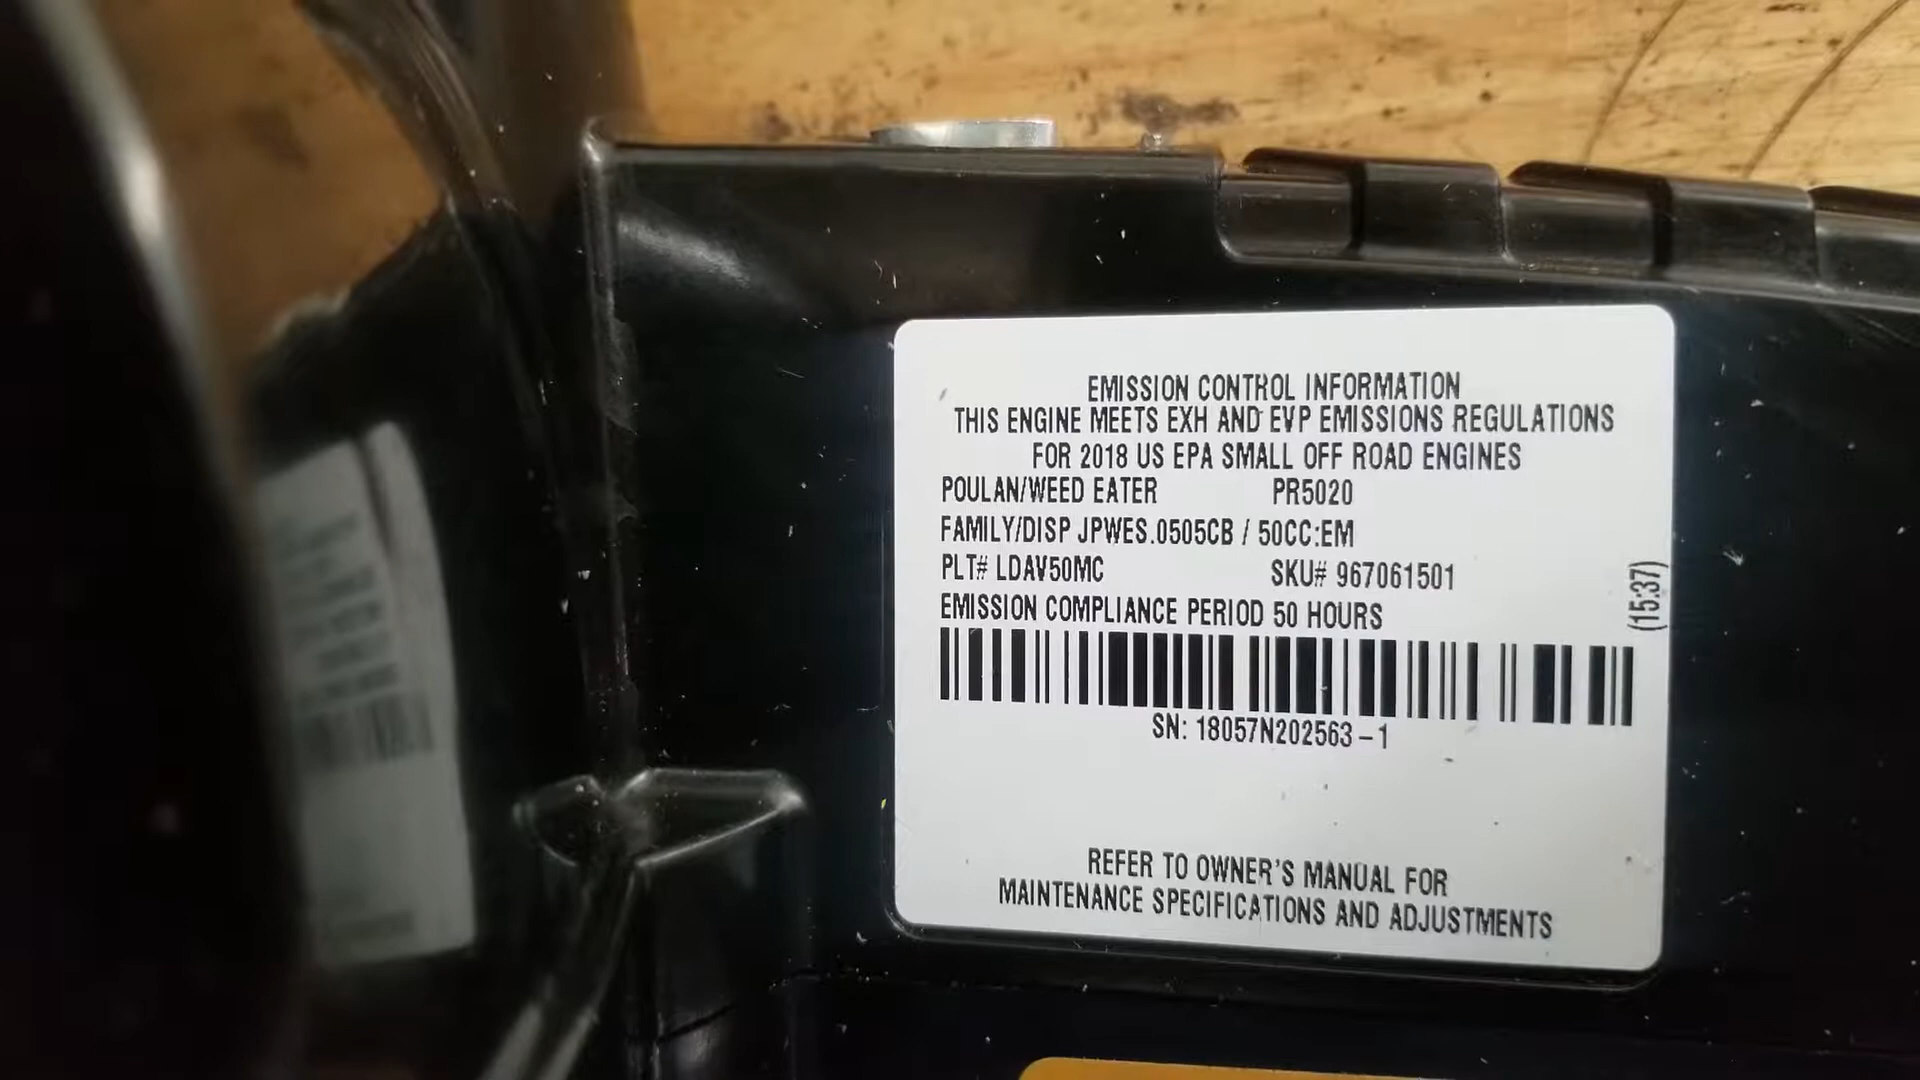 EMISSION CONTROL INFORMATION
THIS ENGINE MEETS EXH AND EVP EMISSIONS REGULATIONS
FOR 2018 US EPA SMALL OFF ROAD ENGINES
POULAN/WEED EATER PR5020
FAMILY/DISP JPWES.0505CB / 50CC:EM
PLT# LDAV50MC SKU# 967061501
EMISSION COMPLIANCE PERIOD 50 HOURS
(15:37)
SN: 18057N202563-1
REFER TO OWNER'S MANUAL FOR
MAINTENANCE SPECIFICATIONS AND ADJUSTMENTS